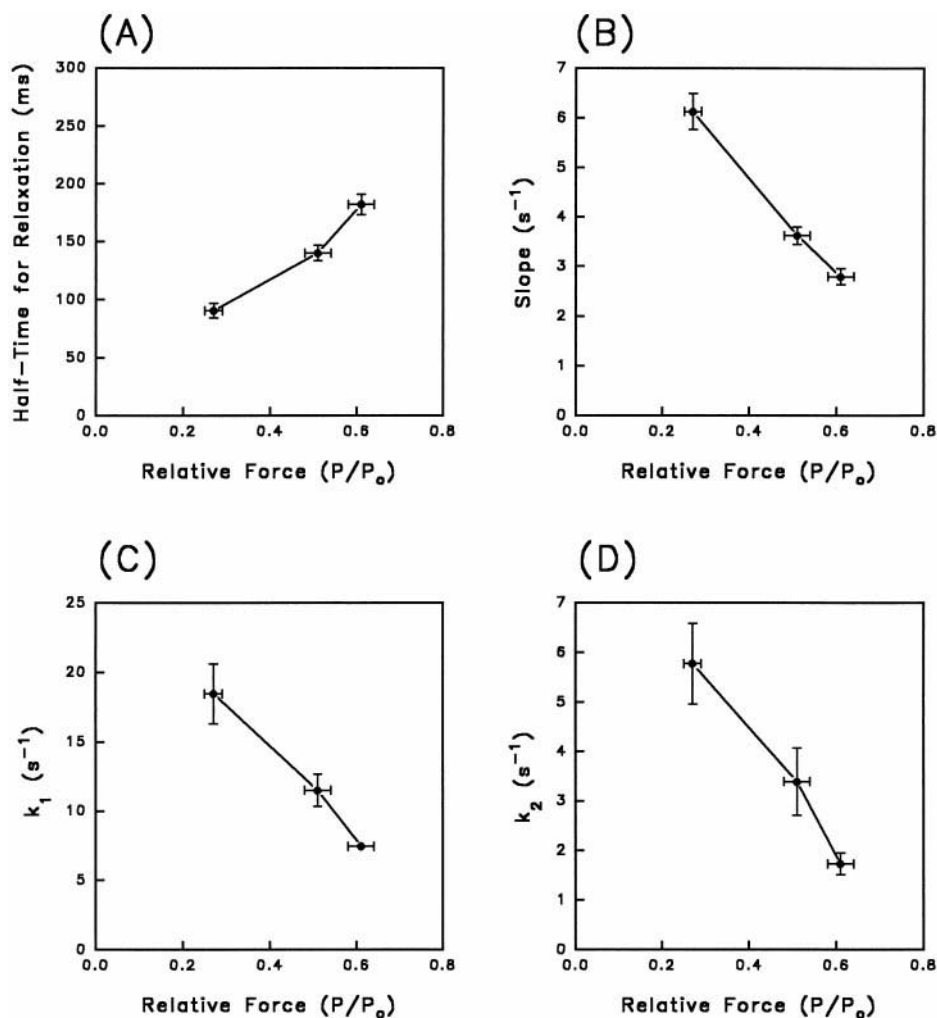 (A)
Half-Time for Relaxation (ms)
300
250
200
150
100
50
0
0.0 0.2 0.4 0.6 0.8
Relative Force (P/Pₒ)
(B)
Slope (s⁻¹)
7
6
5
4
3
2
1
0
0.0 0.2 0.4 0.6 0.8
Relative Force (P/Pₒ)
(C)
k₁ (s⁻¹)
25
20
15
10
5
0
0.0 0.2 0.4 0.6 0.8
Relative Force (P/Pₒ)
(D)
k₂ (s⁻¹)
7
6
5
4
3
2
1
0
0.0 0.2 0.4 0.6 0.8
Relative Force (P/Pₒ)